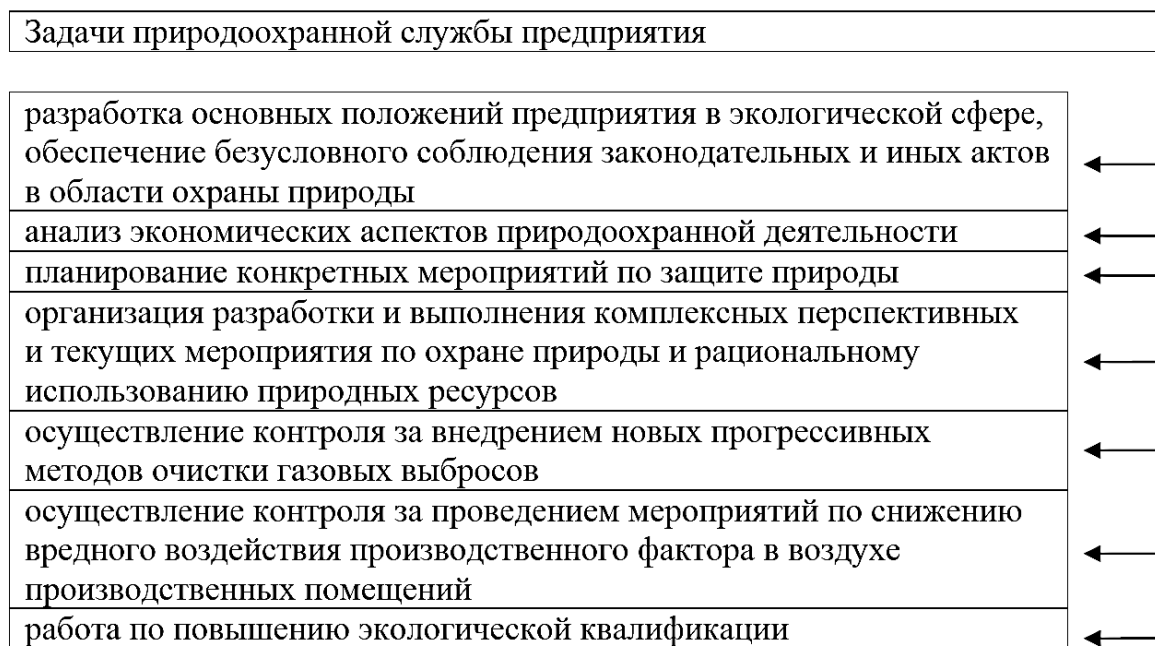 Задачи природоохранной службы предприятия
разработка основных положений предприятия в экологической сфере,
обеспечение безусловного соблюдения законодательных и иных актов
в области охраны природы
анализ экономических аспектов природоохранной деятельности
планирование конкретных мероприятий по защите природы
организация разработки и выполнения комплексных перспективных
и текущих мероприятия по охране природы и рациональному
использованию природных ресурсов
осуществление контроля за внедрением новых прогрессивных
методов очистки газовых выбросов
осуществление контроля за проведением мероприятий по снижению
вредного воздействия производственного фактора в воздухе
производственных помещений
работа по повышению экологической квалификации